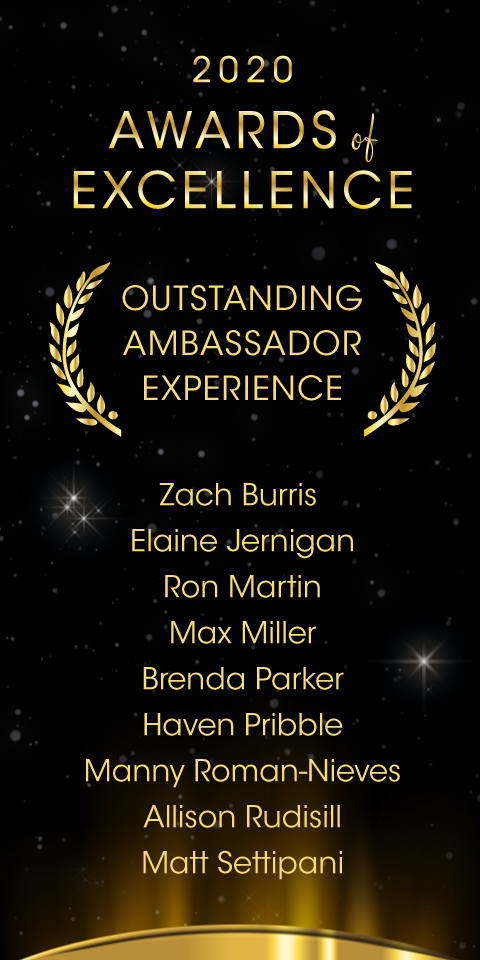 2020
AWARDS of
EXCELLENCE
OUTSTANDING
AMBASSADOR
EXPERIENCE
Zach Burris
Elaine Jernigan
Ron Martin
Max Miller
Brenda Parker
Haven Pribble
Manny Roman-Nieves
Allison Rudisill
Matt Settipani